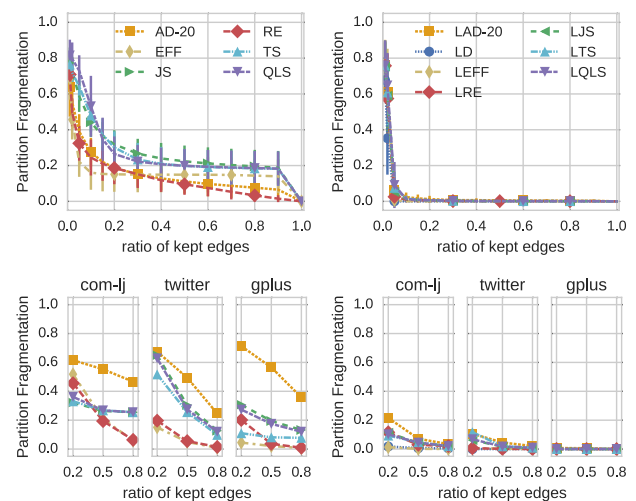 Partition Fragmentation
1.0
0.8
0.6
0.4
0.2
0.0
AD-20
EFF
JS
RE
TS
QLS
0.0 0.2 0.4 0.6 0.8 1.0
ratio of kept edges
Partition Fragmentation
1.0
0.8
0.6
0.4
0.2
0.0
LAD-20
LD
LEFF
LRE
LJS
LTS
LQLS
0.0 0.2 0.4 0.6 0.8 1.0
ratio of kept edges
Partition Fragmentation
1.0
0.8
0.6
0.4
0.2
0.0
com-lj twitter gplus
0.2 0.5 0.8 0.2 0.5 0.8 0.2 0.5 0.8
ratio of kept edges
Partition Fragmentation
1.0
0.8
0.6
0.4
0.2
0.0
com-lj twitter gplus
0.2 0.5 0.8 0.2 0.5 0.8 0.2 0.5 0.8
ratio of kept edges